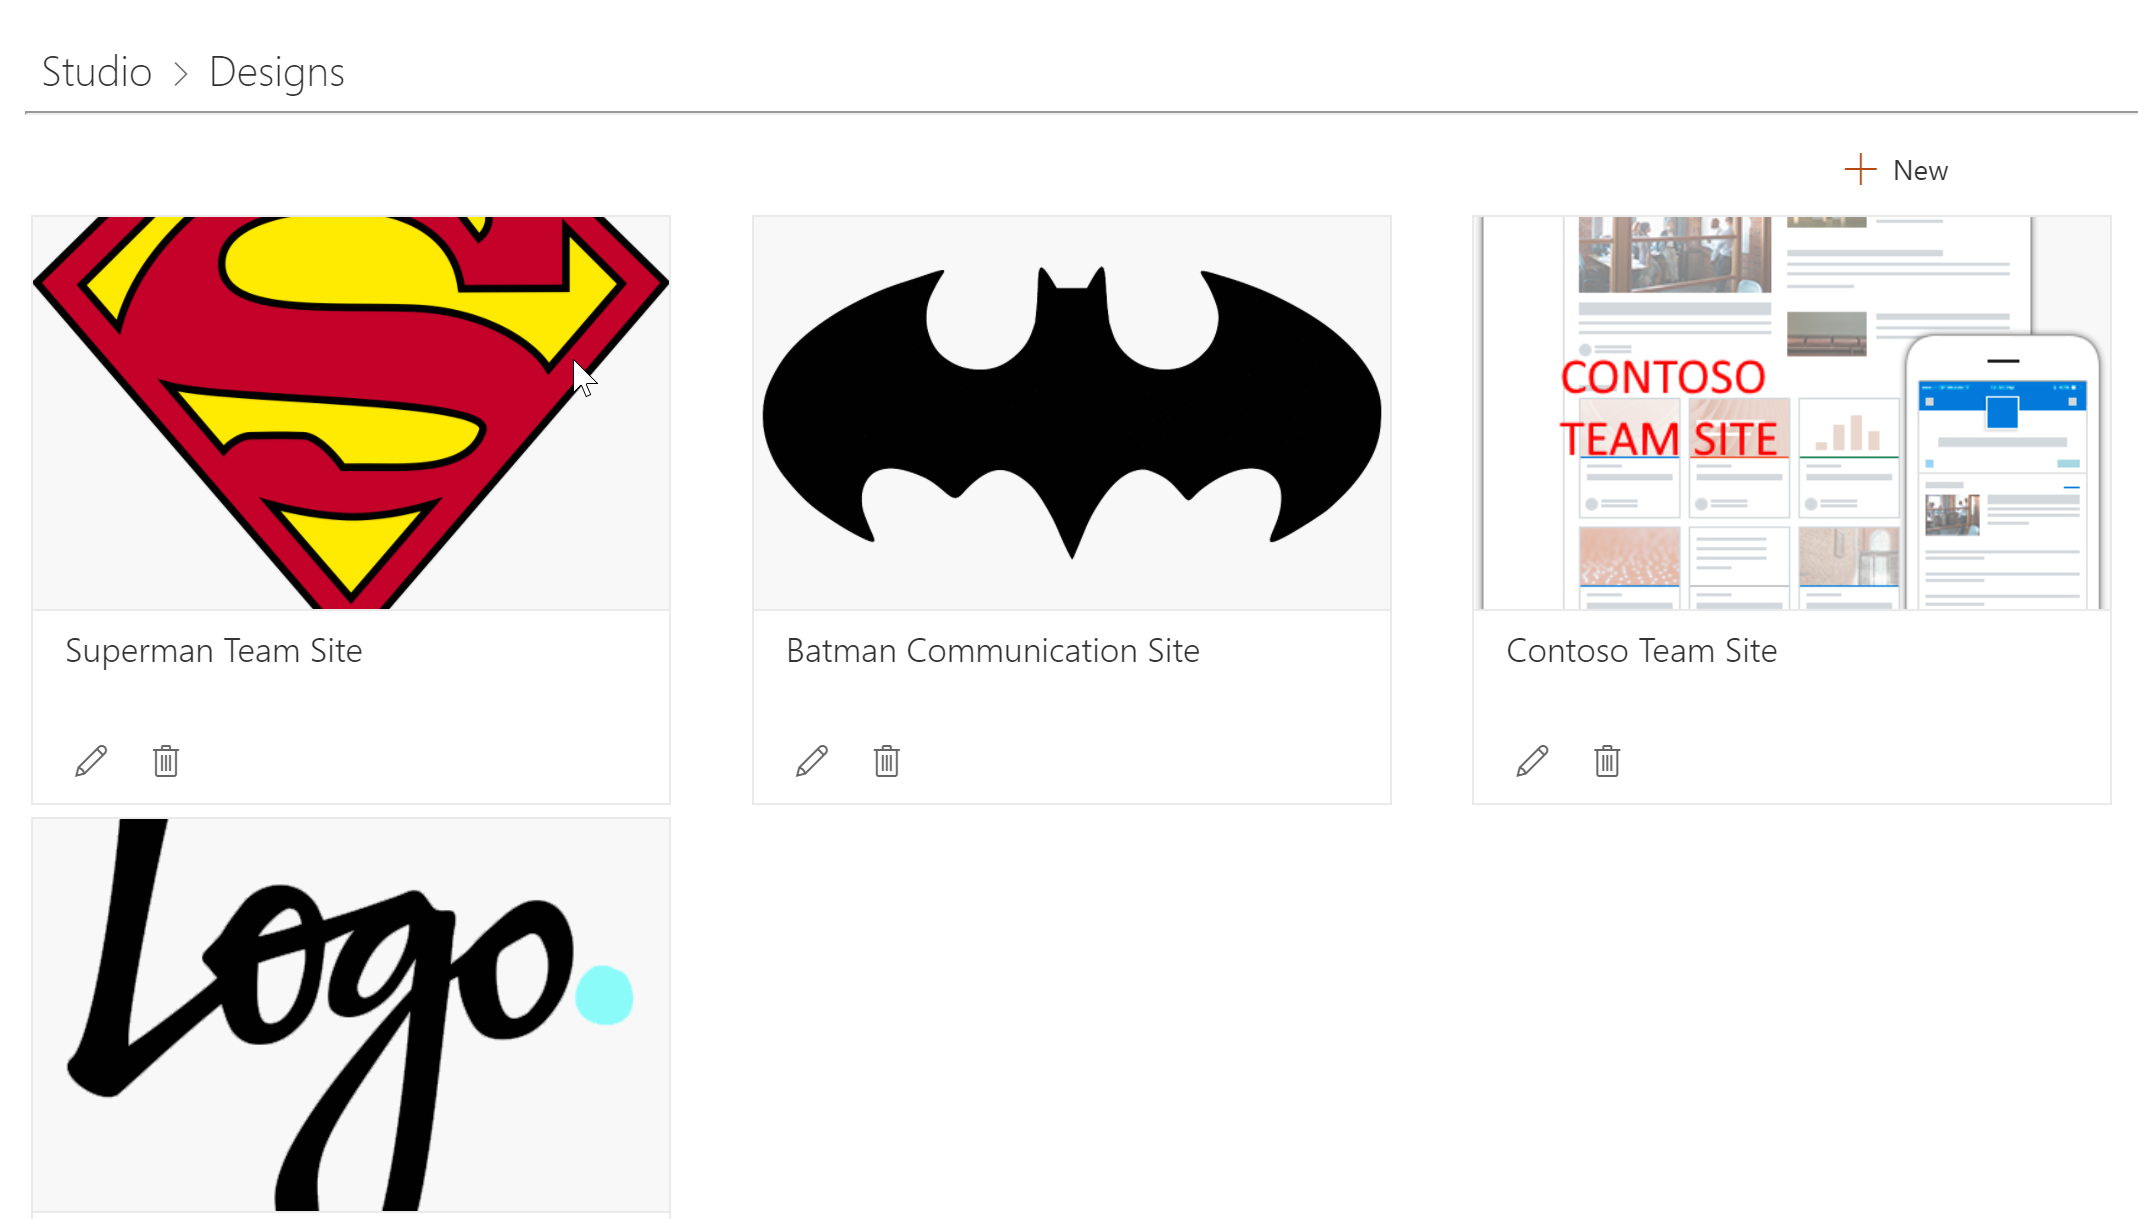 Studio > Designs
New
CONTOSO
TEAM SITE
Superman Team Site
Batman Communication Site
Contoso Team Site
Logo.